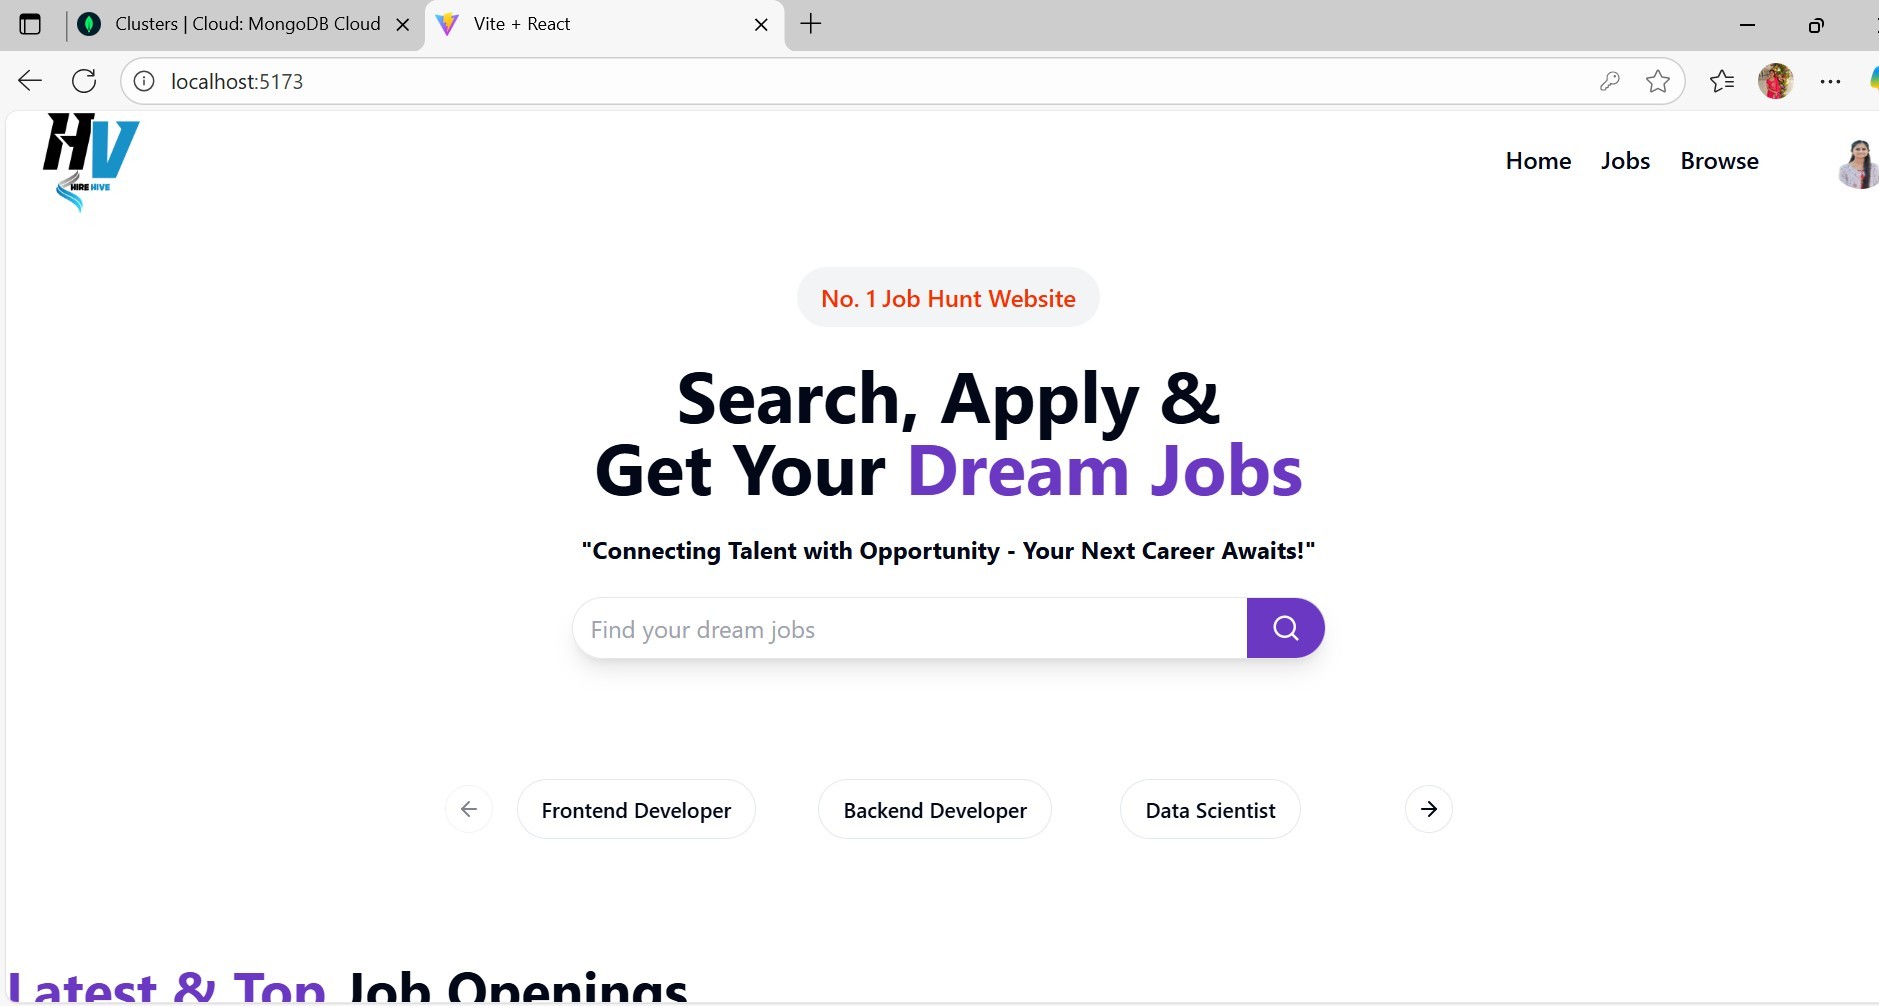 Clusters | Cloud: MongoDB Cloud
Vite + React
localhost:5173
HV
HIRE HIVE
Home Jobs Browse
No. 1 Job Hunt Website
Search, Apply &
Get Your Dream Jobs
"Connecting Talent with Opportunity - Your Next Career Awaits!"
Find your dream jobs
Frontend Developer Backend Developer Data Scientist
Latest & Top Job Openings